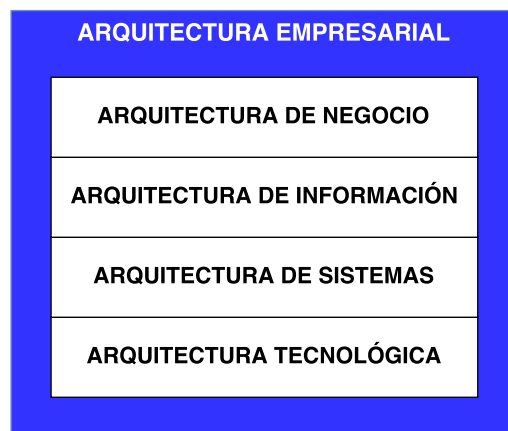 ARQUITECTURA EMPRESARIAL
ARQUITECTURA DE NEGOCIO
ARQUITECTURA DE INFORMACIÓN
ARQUITECTURA DE SISTEMAS
ARQUITECTURA TECNOLÓGICA